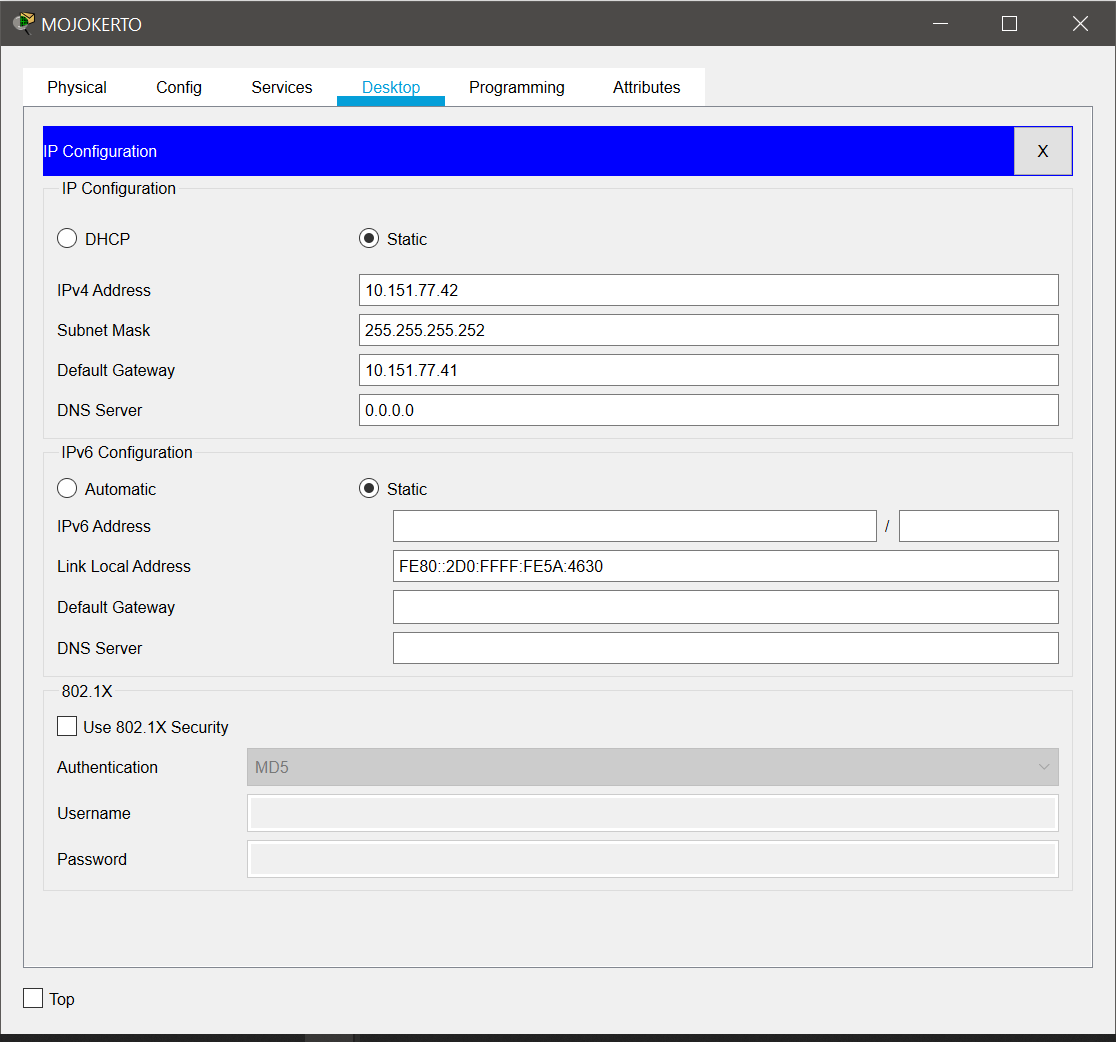 MOJOKERTO
Physical Config Services Desktop Programming Attributes
IP Configuration X
IP Configuration
DHCP Static
IPv4 Address 10.151.77.42
Subnet Mask 255.255.255.252
Default Gateway 10.151.77.41
DNS Server 0.0.0.0
IPv6 Configuration
Automatic Static
IPv6 Address /
Link Local Address FE80::2D0:FFFF:FE5A:4630
Default Gateway
DNS Server
802.1X
Use 802.1X Security
Authentication MD5
Username
Password
Top